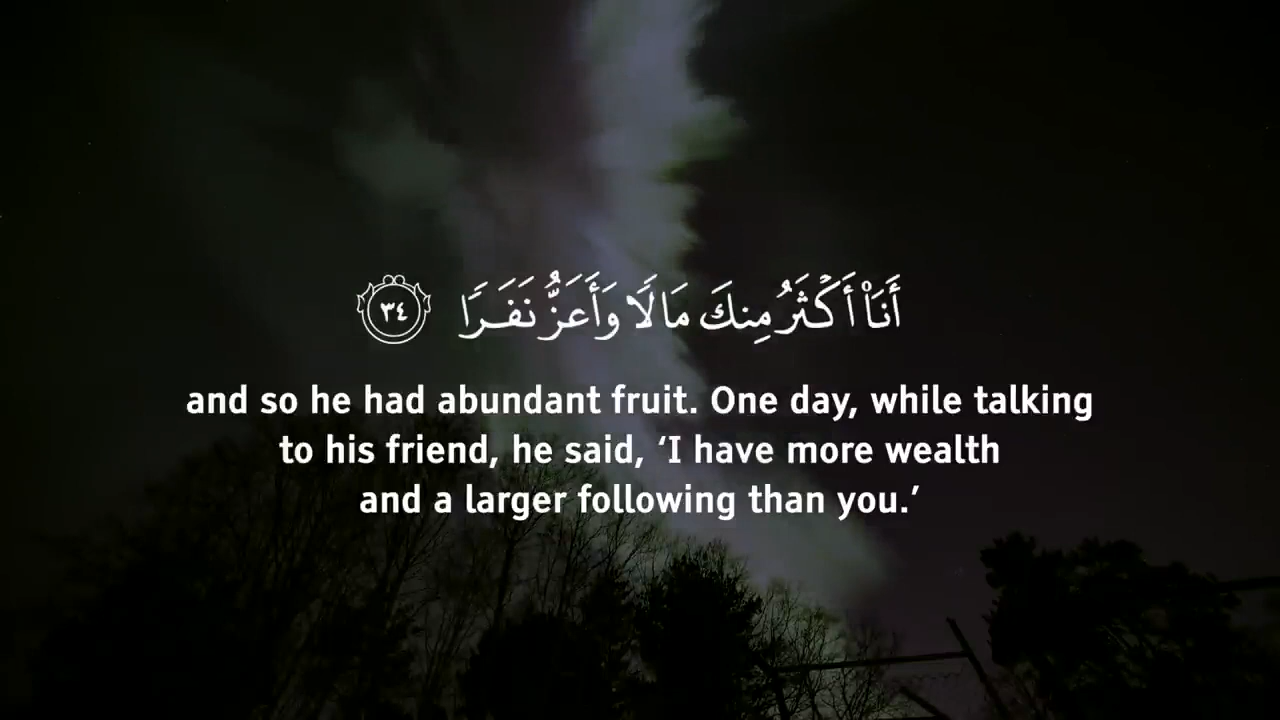 أَنَا۠ أَكْثَرُ مِنكَ مَالًا وَأَعَزُّ نَفَرًا ٣٤
and so he had abundant fruit. One day, while talking
to his friend, he said, ‘I have more wealth
and a larger following than you.’